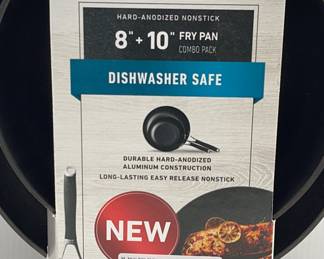 HARD-ANODIZED NONSTICK
8" + 10" FRY PAN
COMBO PACK
DISHWASHER SAFE
DURABLE HARD-ANODIZED
ALUMINUM CONSTRUCTION
LONG-LASTING EASY RELEASE NONSTICK
NEW